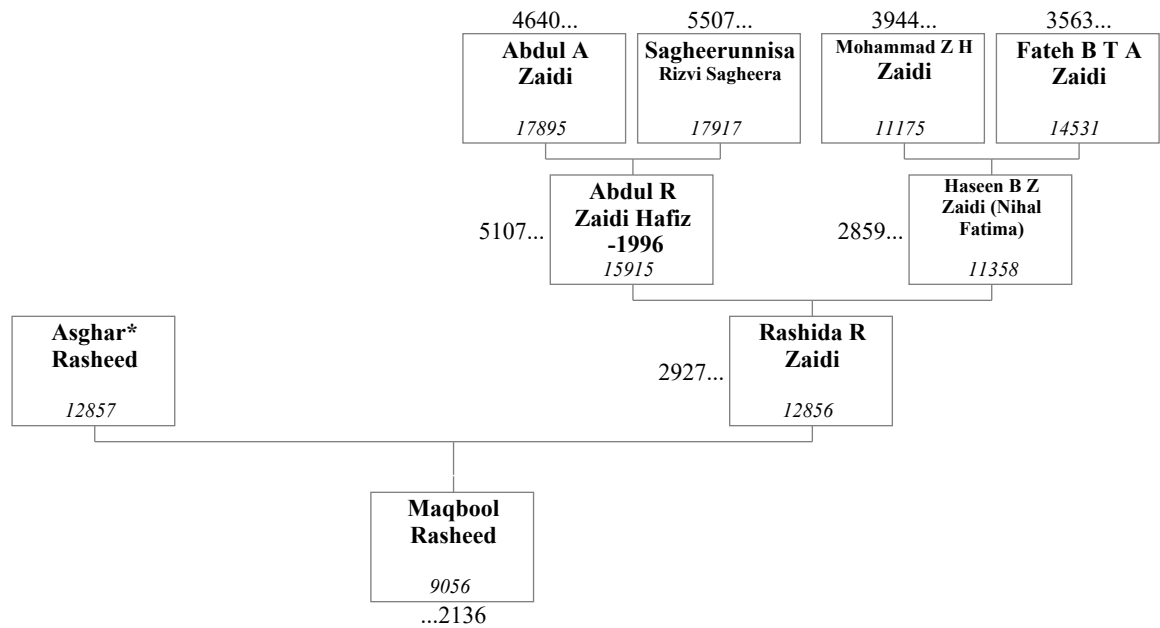 4640...
5507...
3944...
3563...
Abdul A
Zaidi
17895
Sagheerunnisa
Rizvi Sagheera
17917
Mohammad Z H
Zaidi
11175
Fateh B T A
Zaidi
14531
5107...
Abdul R
Zaidi Hafiz
-1996
15915
2859...
Haseen B Z
Zaidi (Nihal
Fatima)
11358
Asghar*
Rasheed
12857
2927...
Rashida R
Zaidi
12856
Maqbool
Rasheed
9056
...2136